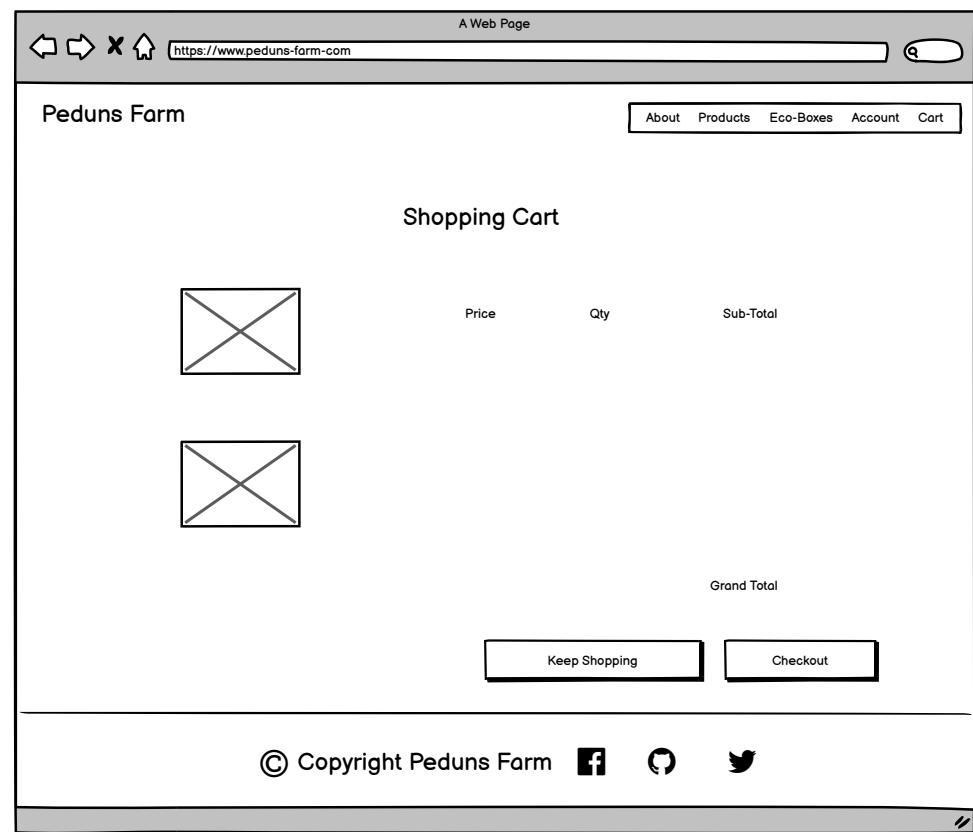 A Web Page
https://www.peduns-farm-com
Peduns Farm
About Products Eco-Boxes Account Cart
Shopping Cart
Price Qty Sub-Total
Grand Total
Keep Shopping Checkout
© Copyright Peduns Farm